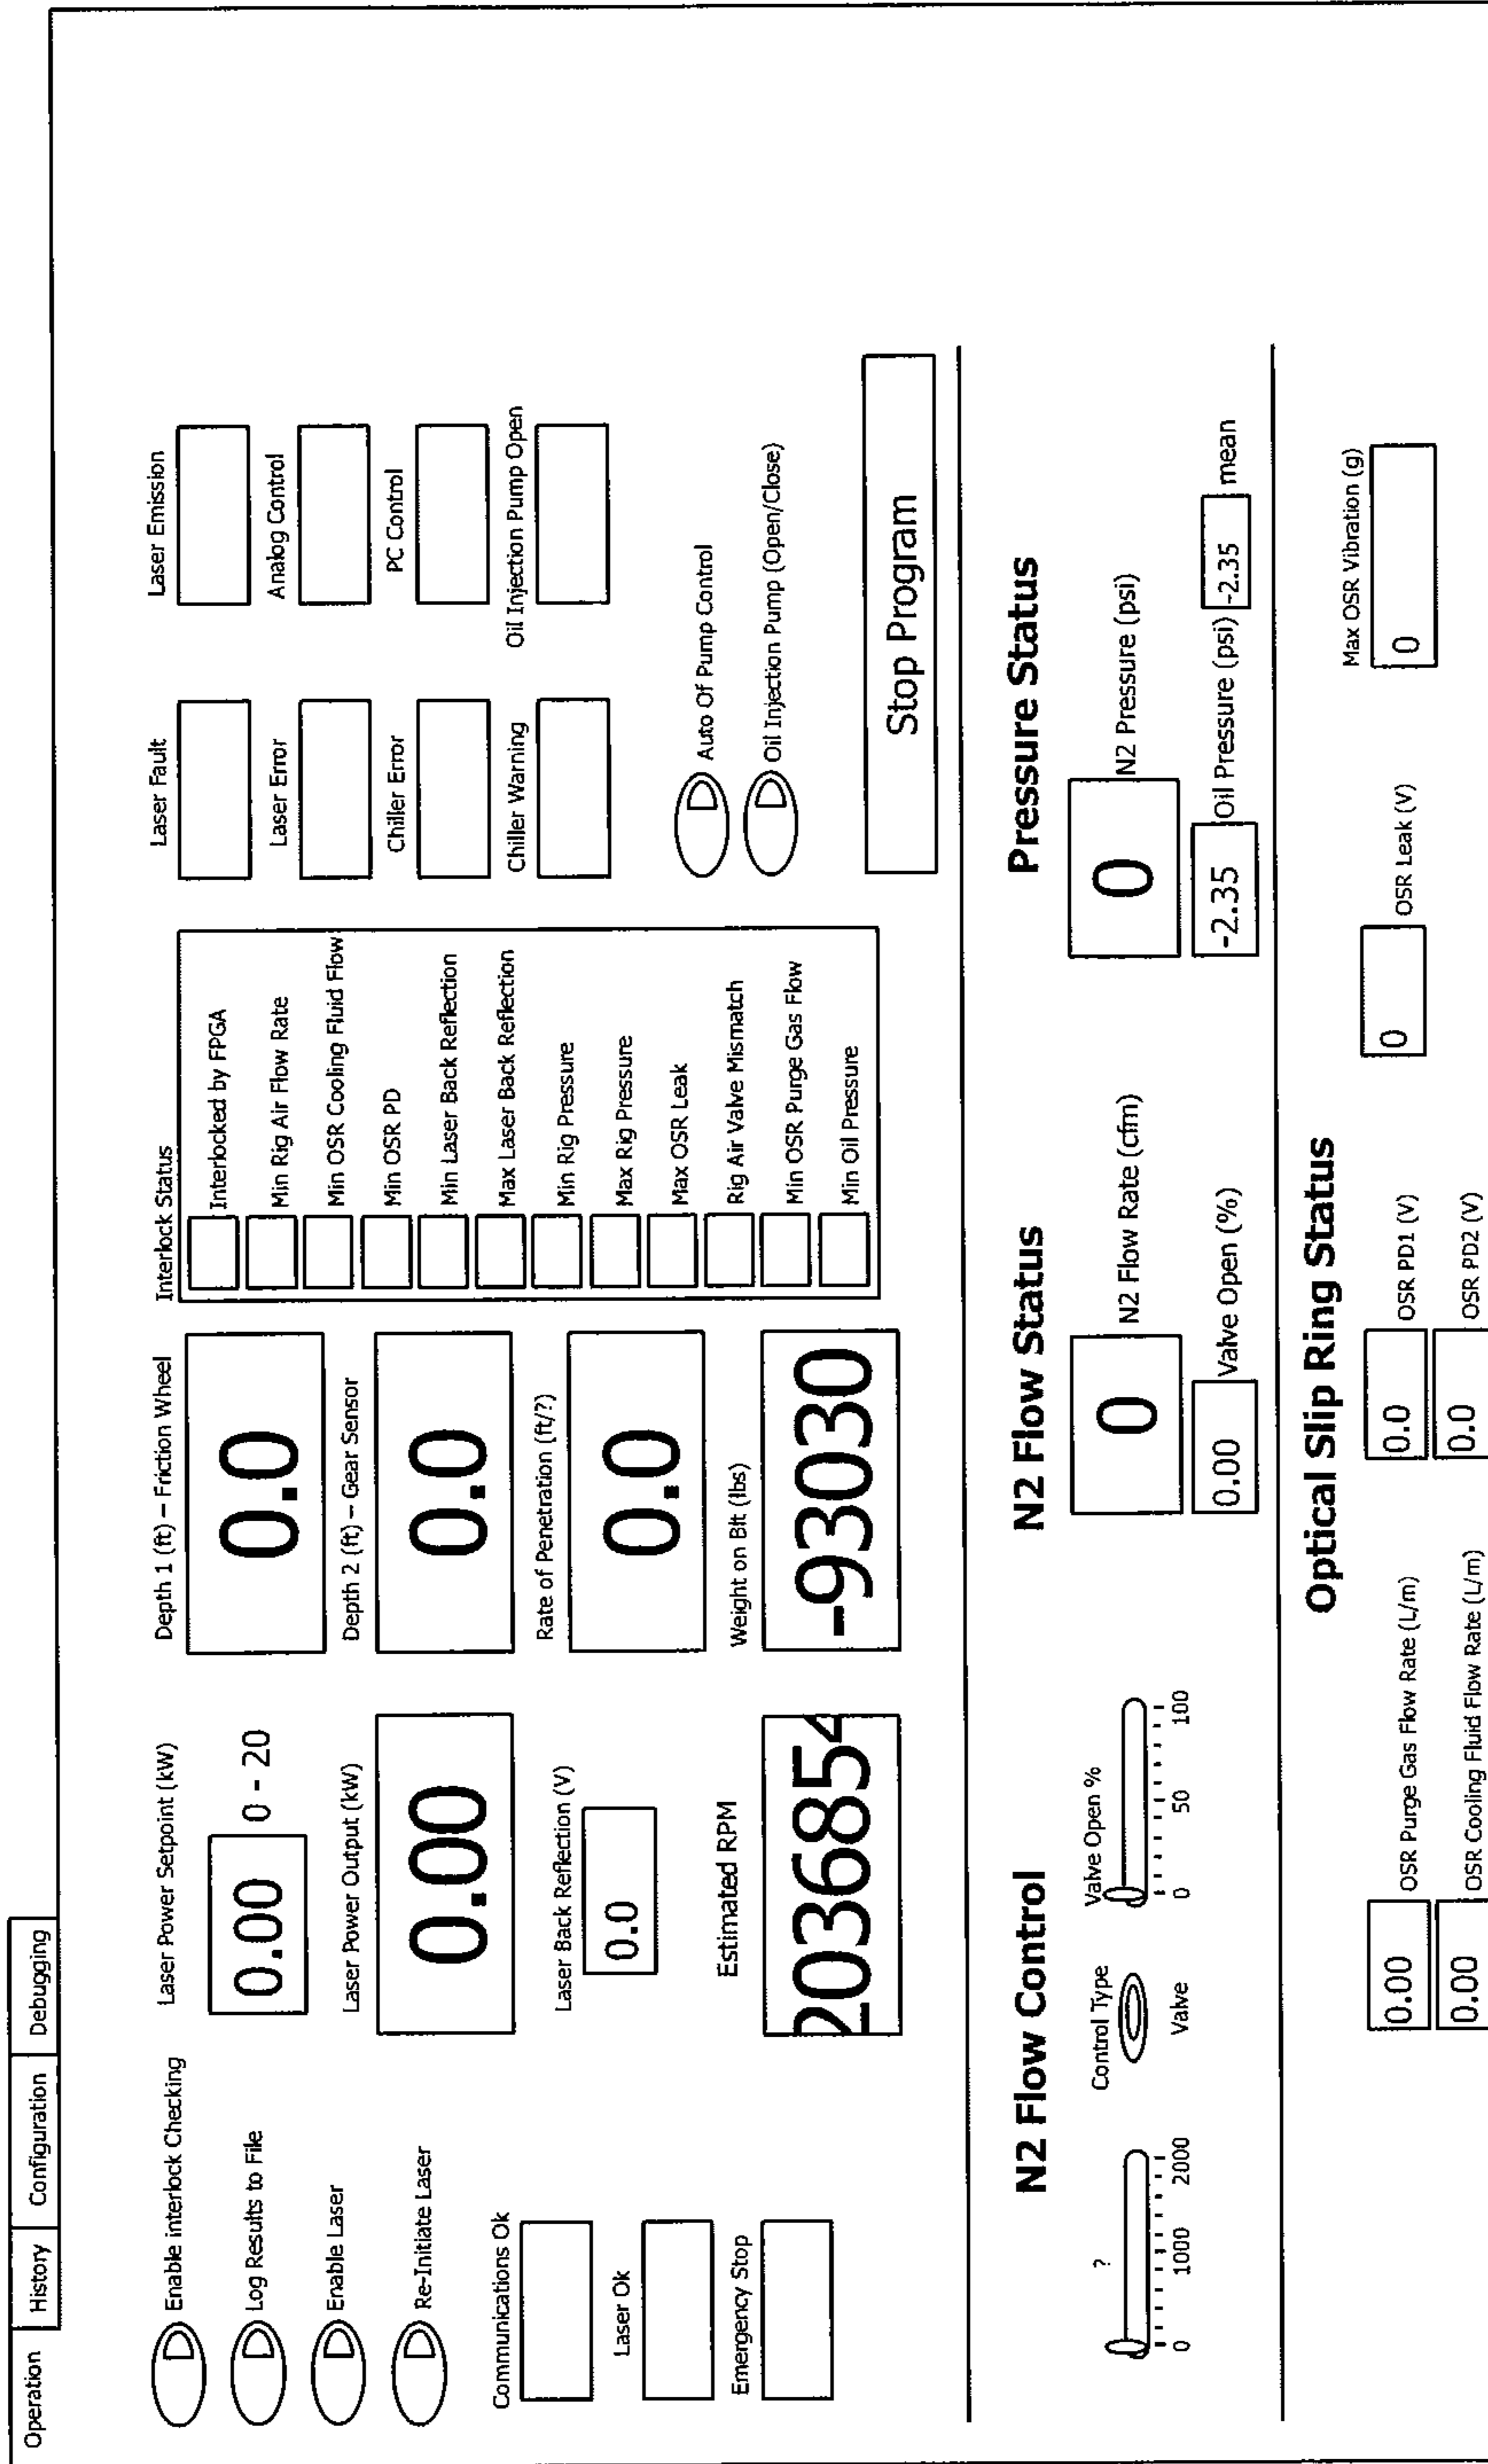 Operation
History
Configuration
Debugging
Enable interlock Checking
Log Results to File
Enable Laser
Re-Initiate Laser
Communications Ok
Laser Ok
Emergency Stop
Laser Power Setpoint (kW)
0.00 0 - 20
Laser Power Output (kW)
0.00
Laser Back Reflection (V)
0.0
Estimated RPM
2036854
Depth 1 (ft) – Friction Wheel
0.0
Depth 2 (ft) – Gear Sensor
0.0
Rate of Penetration (ft/?)
0.0
Weight on Bit (lbs)
-93030
Interlock Status
Interlocked by FPGA
Min Rig Air Flow Rate
Min OSR Cooling Fluid Flow
Min OSR PD
Min Laser Back Reflection
Max Laser Back Reflection
Min Rig Pressure
Max Rig Pressure
Max OSR Leak
Rig Air Valve Mismatch
Min OSR Purge Gas Flow
Min Oil Pressure
Laser Fault
Laser Error
Chiller Error
Chiller Warning
Laser Emission
Analog Control
PC Control
Oil Injection Pump Open
Auto Of Pump Control
Oil Injection Pump (Open/Close)
Stop Program
N2 Flow Control
?
0 1000 2000
Control Type
Valve
Valve Open %
0 50 100
N2 Flow Status
0 N2 Flow Rate (cfm)
0.00 Valve Open (%)
Pressure Status
0 N2 Pressure (psi)
-2.35 Oil Pressure (psi) -2.35 mean
Optical Slip Ring Status
0.00 OSR Purge Gas Flow Rate (L/m)
0.00 OSR Cooling Fluid Flow Rate (L/m)
0.0 OSR PD1 (V)
0.0 OSR PD2 (V)
0 OSR Leak (V)
Max OSR Vibration (g)
0